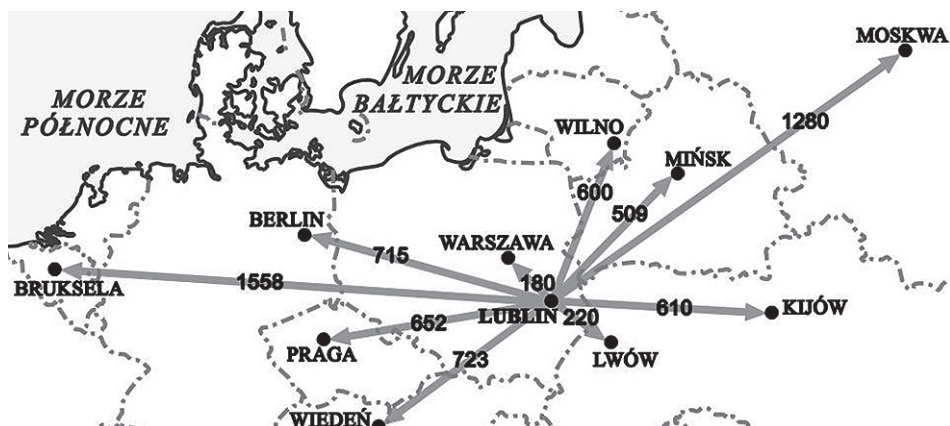 MOSKWA
MORZE
BAŁTYCKIE
MORZE
PÓŁNOCNE
1280
WILNO
MIŃSK
600
509
BERLIN
WARSZAWA
715
180
1558
BRUKSELA
LUBLIN
220
610
KIJÓW
652
PRAGA
LWÓW
723
WIEDEŃ